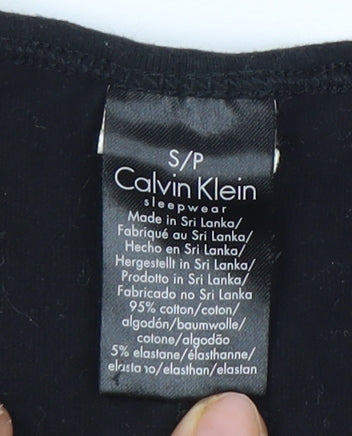 S/P
Calvin Klein
sleepwear
Made in Sri Lanka/
Fabriqué au Sri Lanka/
Hecho en Sri Lanka/
Hergestellt in Sri Lanka/
Prodotto in Sri Lanka/
Fabricado no Sri Lanka
95% cotton/coton/
algodón/baumwolle/
cotone/algodão
5% elastane/élasthanne/
/elasthan/elastan